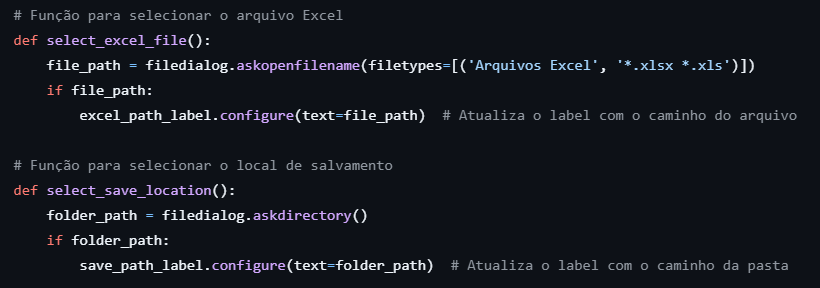 # Função para selecionar o arquivo Excel
def select_excel_file():
    file_path = filedialog.askopenfilename(filetypes=[('Arquivos Excel', '*.xlsx *.xls')])
    if file_path:
        excel_path_label.configure(text=file_path)  # Atualiza o label com o caminho do arquivo

# Função para selecionar o local de salvamento
def select_save_location():
    folder_path = filedialog.askdirectory()
    if folder_path:
        save_path_label.configure(text=folder_path)  # Atualiza o label com o caminho da pasta